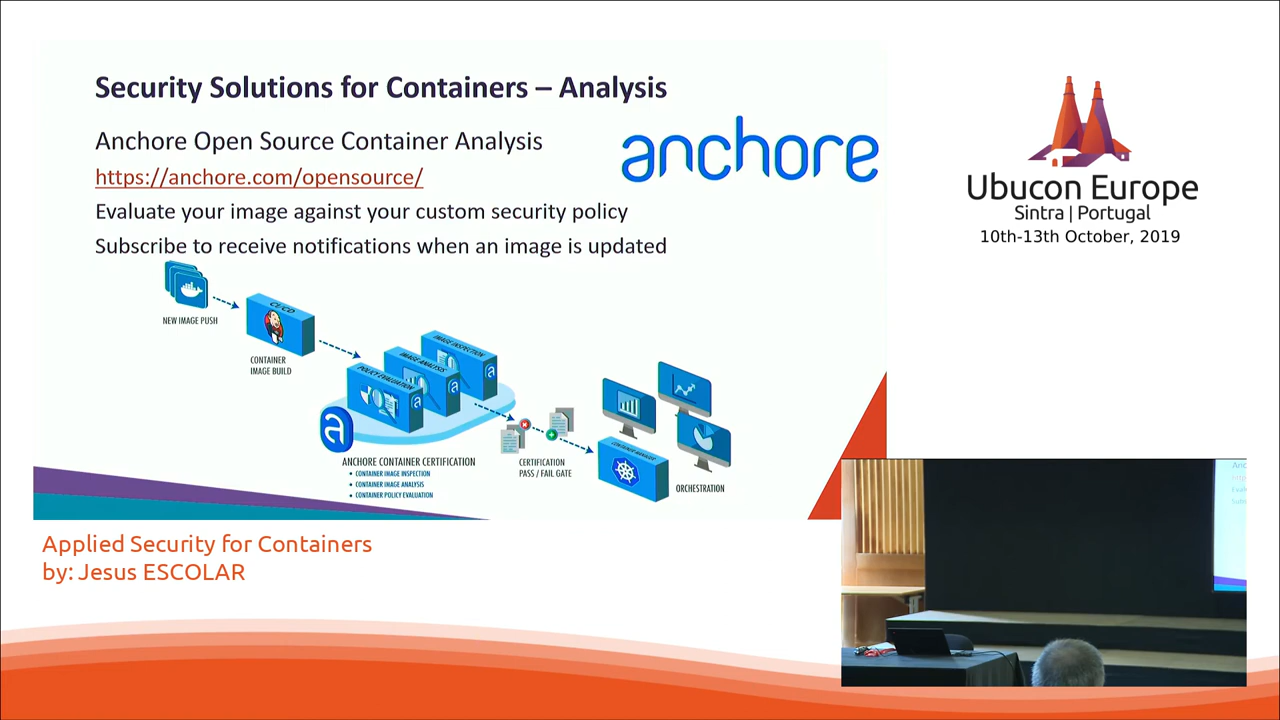 Security Solutions for Containers – Analysis
Anchore Open Source Container Analysis
anchore
https://anchore.com/opensource/
Evaluate your image against your custom security policy
Subscribe to receive notifications when an image is updated
NEW IMAGE PUSH
CI/CD
CONTAINER
IMAGE BUILD
IMAGE INSPECTION
IMAGE ANALYSIS
POLICY EVALUATION
a
ANCHORE CONTAINER CERTIFICATION
• CONTAINER IMAGE INSPECTION
• CONTAINER IMAGE ANALYSIS
• CONTAINER POLICY EVALUATION
CERTIFICATION
PASS / FAIL GATE
CONTAINER MANAGER
ORCHESTRATION
Ubucon Europe
Sintra | Portugal
10th-13th October, 2019
Applied Security for Containers
by: Jesus ESCOLAR